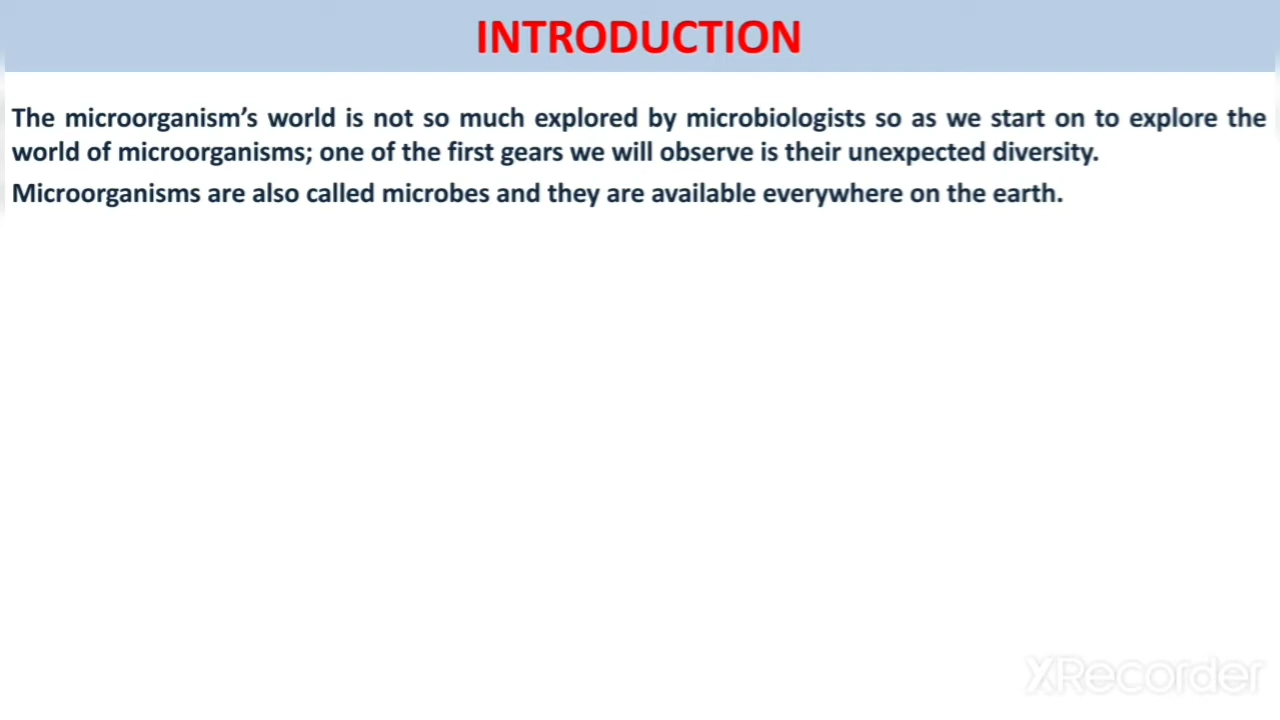 INTRODUCTION
The microorganism’s world is not so much explored by microbiologists so as we start on to explore the
world of microorganisms; one of the first gears we will observe is their unexpected diversity.
Microorganisms are also called microbes and they are available everywhere on the earth.
XRecorder